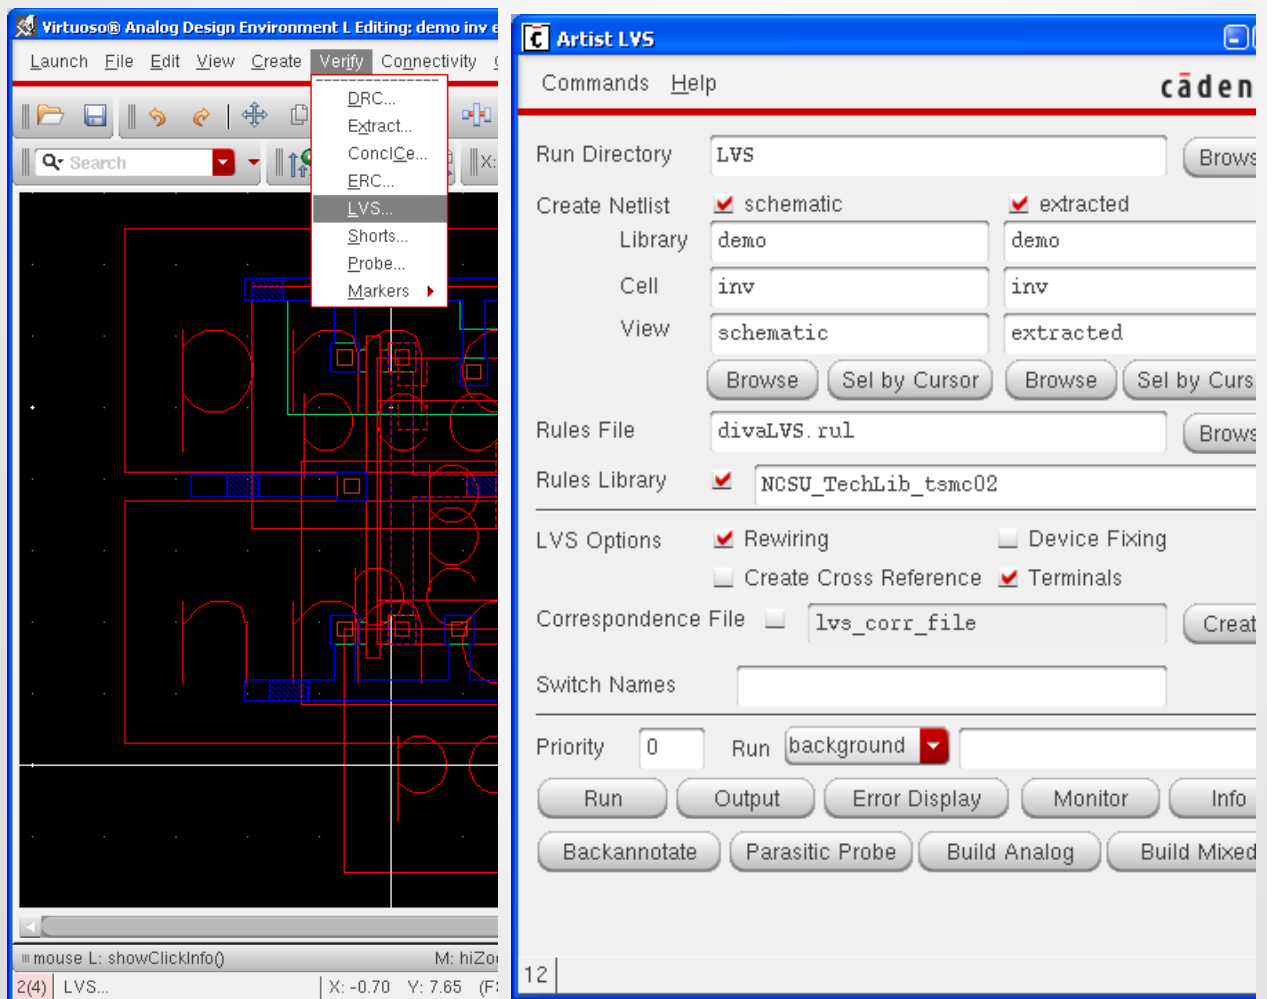 Virtuoso® Analog Design Environment L Editing: demo inv e
Launch File Edit View Create Verify Connectivity
DRC...
Extract...
ConclCe...
ERC...
LVS...
Shorts...
Probe...
Markers
Search
X:
mouse L: showClickInfo()
M: hiZoo
2(4) LVS...
X: -0.70 Y: 7.65 (F:
Artist LVS
Commands Help
cāden
Run Directory LVS Brows
Create Netlist schematic extracted
Library demo demo
Cell inv inv
View schematic extracted
Browse Sel by Cursor Browse Sel by Curs
Rules File divaLVS.rul Brows
Rules Library NCSU_TechLib_tsmc02
LVS Options Rewiring Device Fixing
Create Cross Reference Terminals
Correspondence File lvs_corr_file Creat
Switch Names
Priority 0 Run background
Run Output Error Display Monitor Info
Backannotate Parasitic Probe Build Analog Build Mixed
12